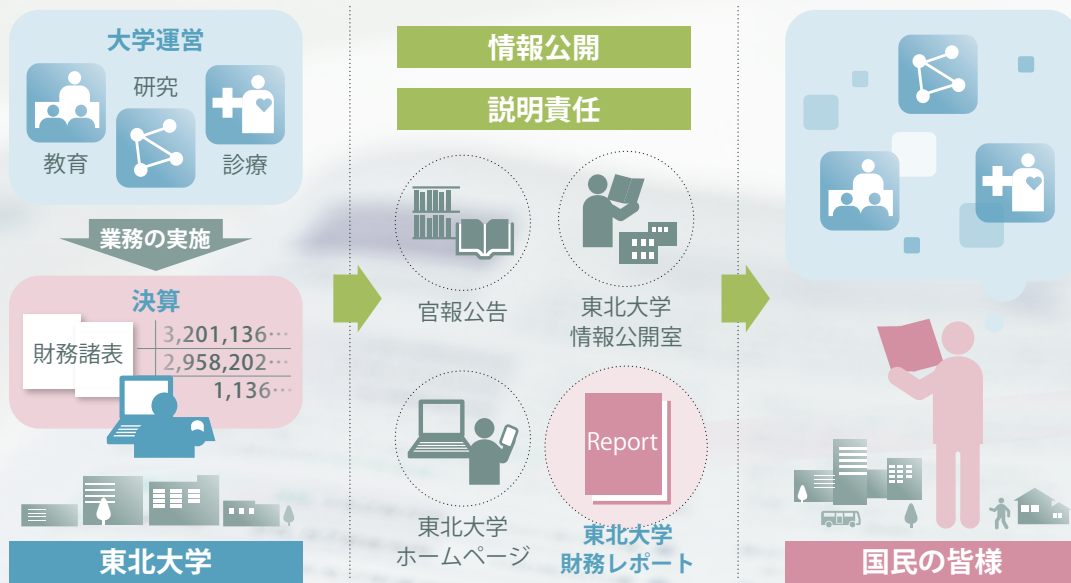 大学運営
研究
教育
診療
業務の実施
決算
財務諸表
3,201,136…
2,958,202…
1,136…
東北大学
情報公開
説明責任
官報公告
東北大学
情報公開室
東北大学
ホームページ
Report
東北大学
財務レポート
国民の皆様